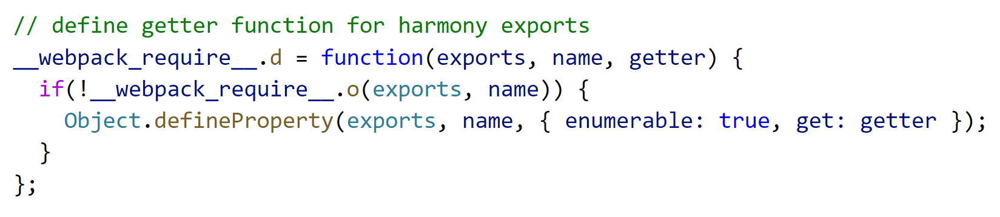 // define getter function for harmony exports
__webpack_require__.d = function(exports, name, getter) {
  if(!__webpack_require__.o(exports, name)) {
    Object.defineProperty(exports, name, { enumerable: true, get: getter });
  }
};